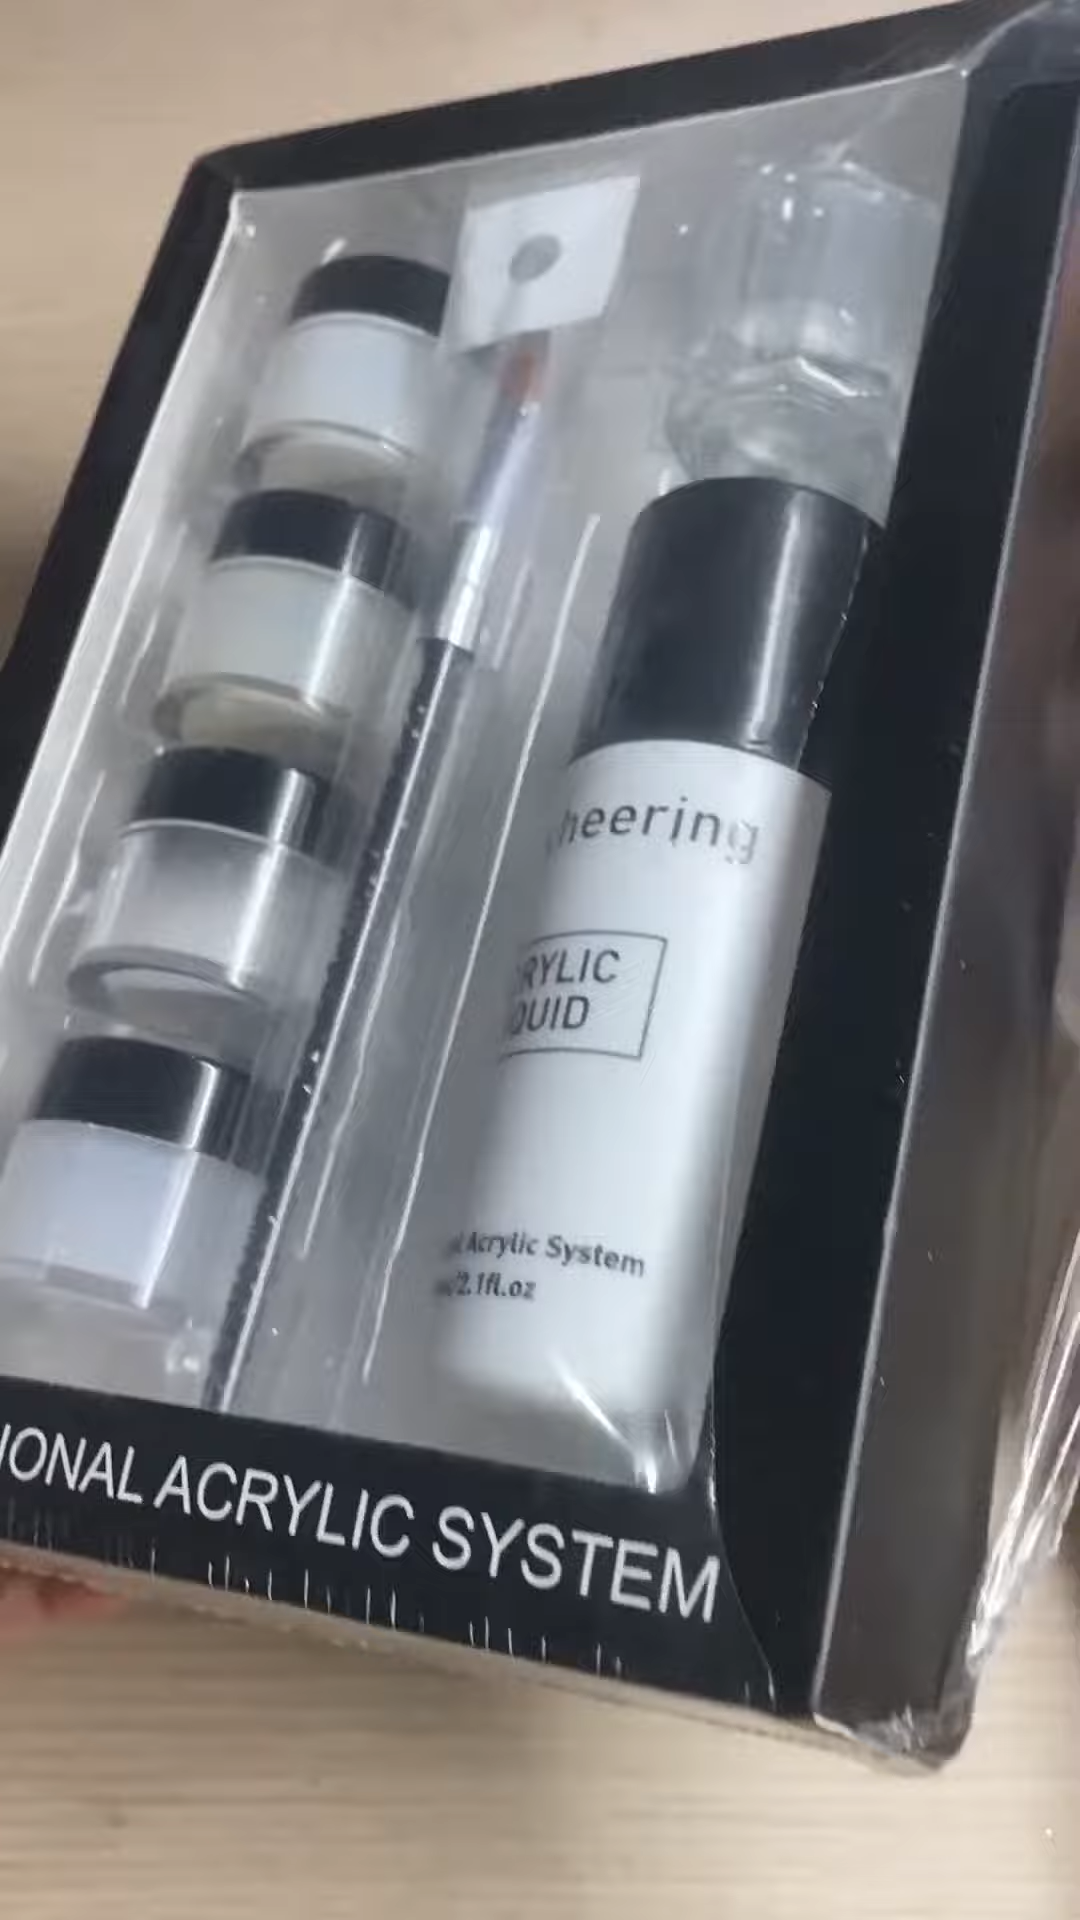 heering
RYLIC
QUID
Acrylic System
2.1fl.oz
IONAL ACRYLIC SYSTEM